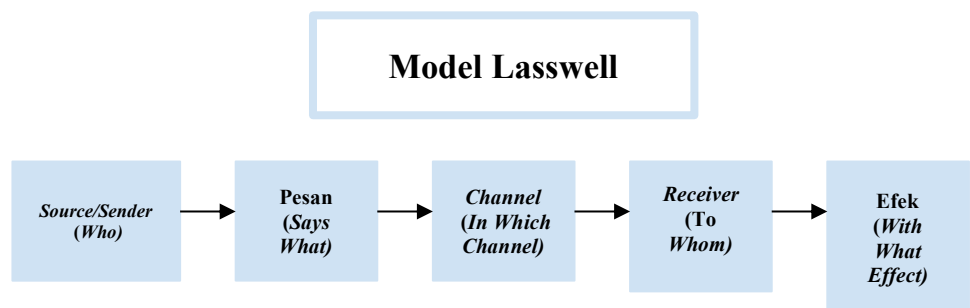 Model Lasswell
Source/Sender
(Who)
Pesan
(Says
What)
Channel
(In Which
Channel)
Receiver
(To
Whom)
Efek
(With
What
Effect)